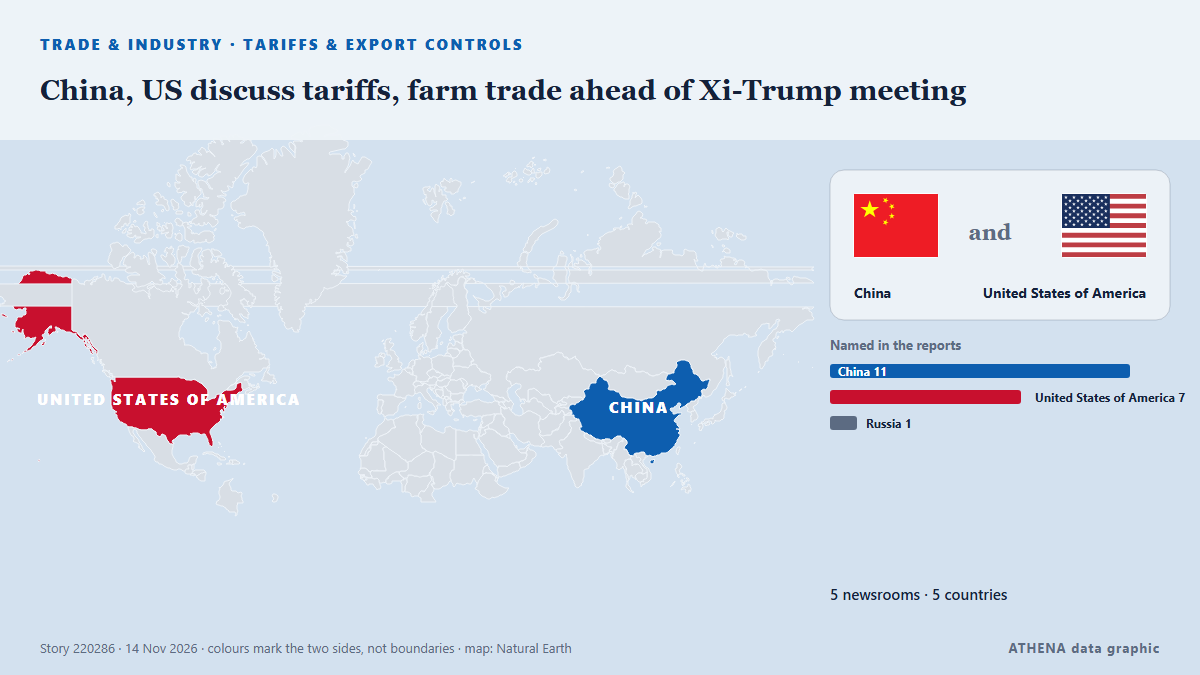 TRADE & INDUSTRY · TARIFFS & EXPORT CONTROLS
China, US discuss tariffs, farm trade ahead of Xi-Trump meeting
and
China
United States of America
Named in the reports
China 11
United States of America 7
Russia 1
UNITED STATES OF AMERICA
CHINA
5 newsrooms · 5 countries
Story 220286 · 14 Nov 2026 · colours mark the two sides, not boundaries · map: Natural Earth
ATHENA data graphic